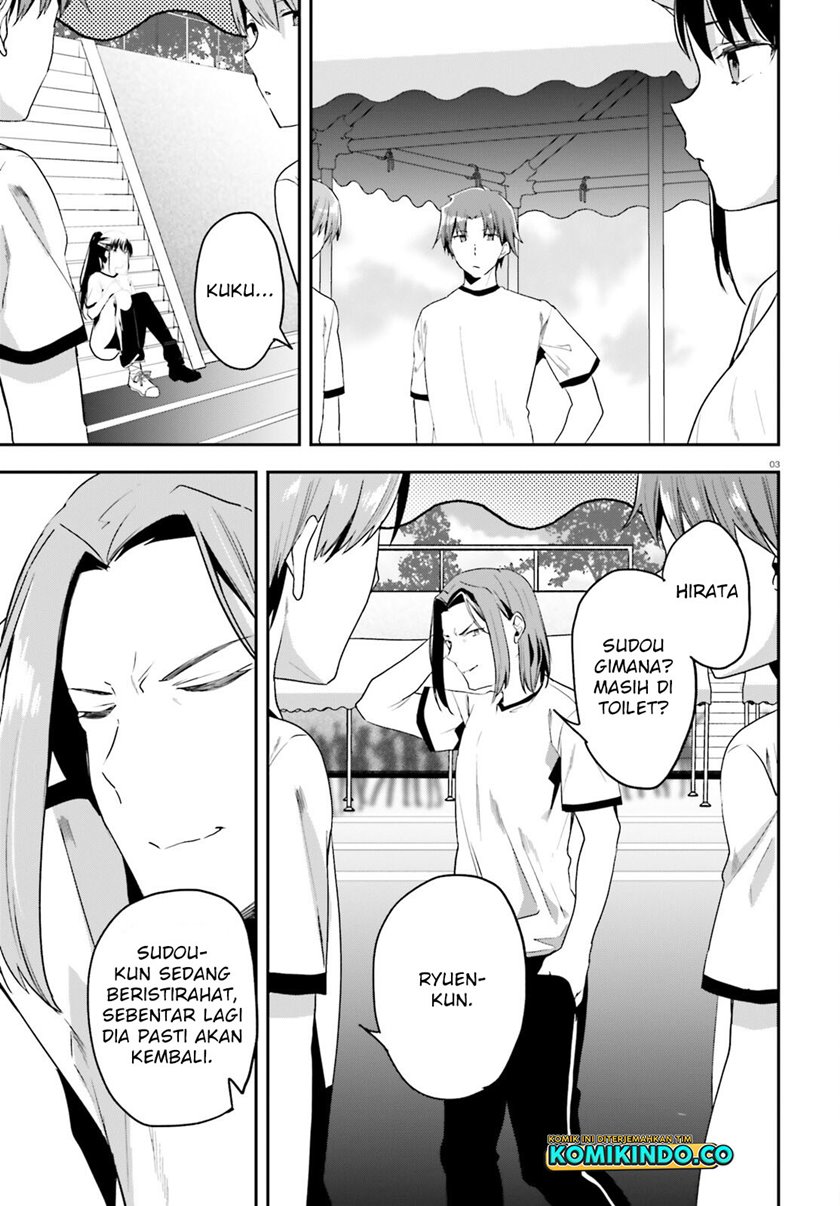 KUKU...
03
HIRATA
SUDOU
GIMANA?
MASIH DI
TOILET?
RYUEN-
KUN.
SUDOU-
KUN SEDANG
BERISTIRAHAT,
SEBENTAR LAGI
DIA PASTI AKAN
KEMBALI.
KOMIK INI DITERJEMAHKAN TIM
KOMIKINDO.CO